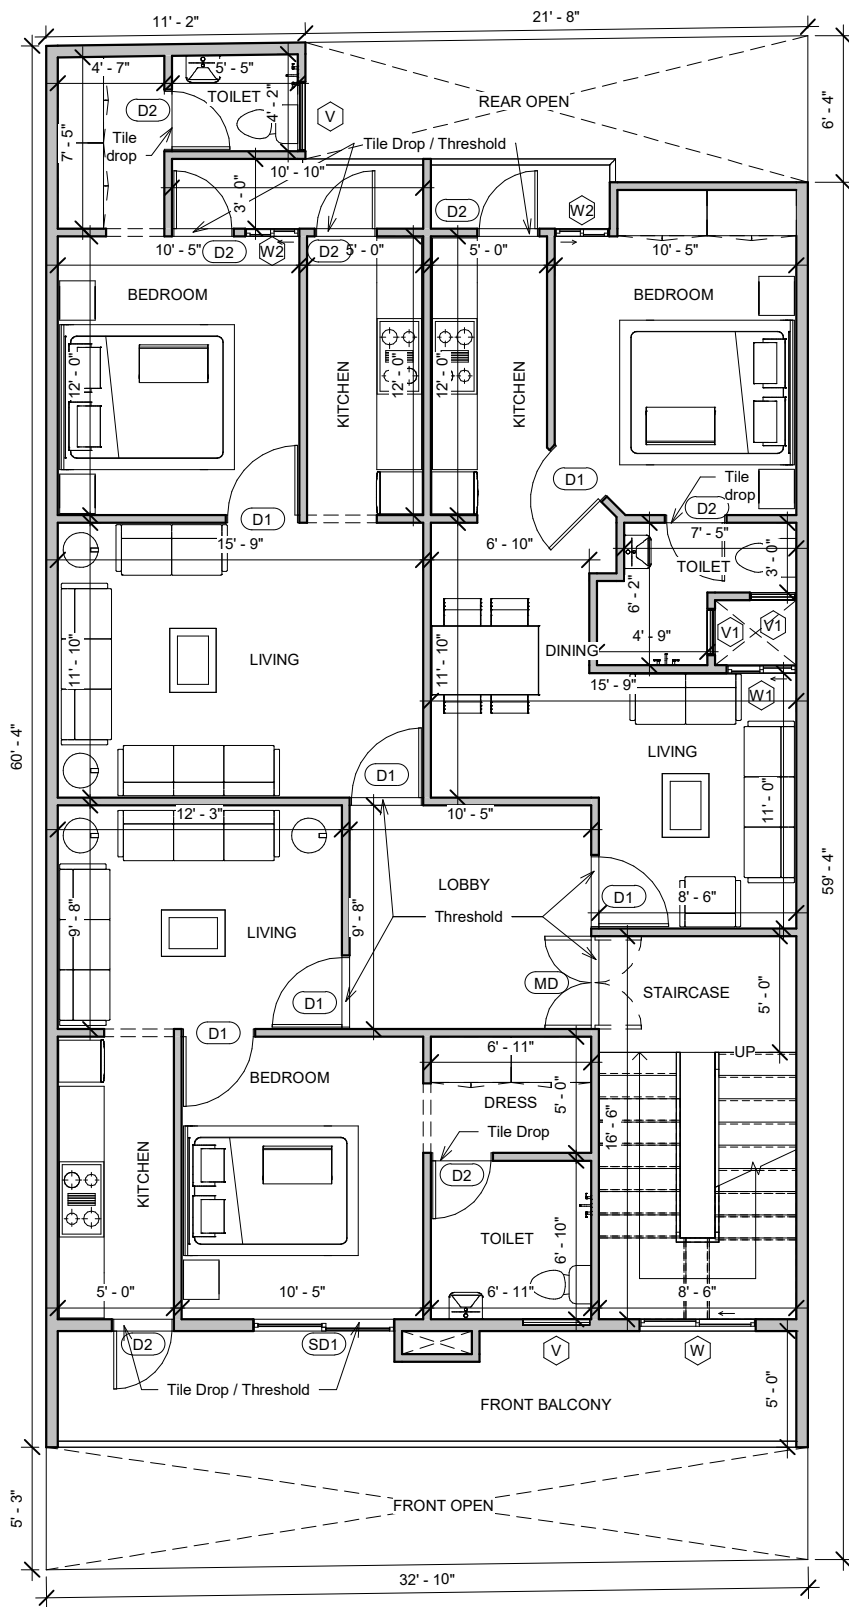 11' - 2"
21' - 8"
4' - 7"
5' - 5"
TOILET
4' - 2"
D2
V
REAR OPEN
6' - 4"
7' - 5"
Tile
drop
Tile Drop / Threshold
10' - 10"
3' - 0"
D2
W2
10' - 5"
D2
W2
D2
5' - 0"
5' - 0"
10' - 5"
BEDROOM
BEDROOM
12' - 0"
KITCHEN
12' - 0"
12' - 0"
KITCHEN
D1
Tile
drop
D2
D1
15' - 9"
6' - 10"
7' - 5"
TOILET
3' - 0"
6' - 2"
4' - 9"
V1
V1
DINING
LIVING
11' - 10"
11' - 10"
15' - 9"
W1
LIVING
60' - 4"
D1
11' - 0"
12' - 3"
10' - 5"
59' - 4"
LOBBY
D1
8' - 6"
9' - 8"
9' - 8"
Threshold
LIVING
MD
STAIRCASE
5' - 0"
D1
D1
6' - 11"
UP
BEDROOM
DRESS
5' - 0"
16' - 6"
Tile Drop
KITCHEN
D2
TOILET
6' - 10"
5' - 0"
10' - 5"
6' - 11"
8' - 6"
D2
SD1
V
W
Tile Drop / Threshold
FRONT BALCONY
5' - 0"
5' - 3"
FRONT OPEN
32' - 10"